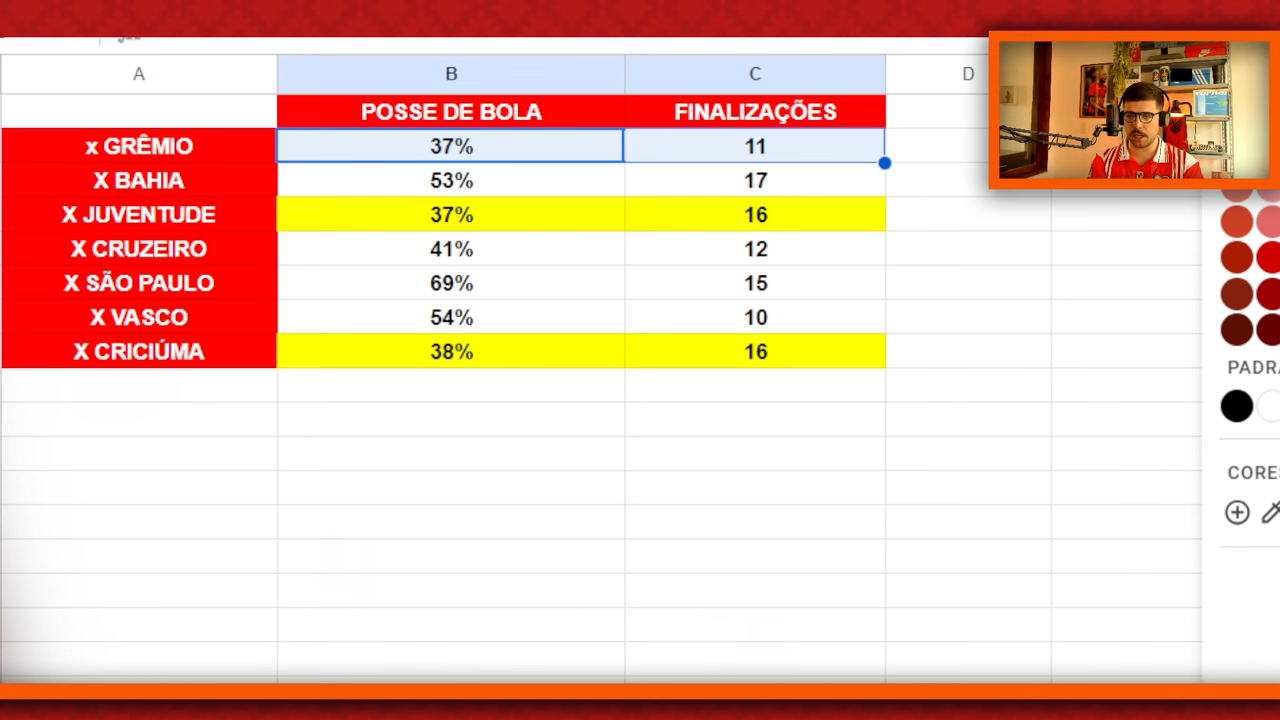 A B C D
POSSE DE BOLA FINALIZAÇÕES
x GRÊMIO 37% 11
X BAHIA 53% 17
X JUVENTUDE 37% 16
X CRUZEIRO 41% 12
X SÃO PAULO 69% 15
X VASCO 54% 10
X CRICIÚMA 38% 16
PADR
CORES